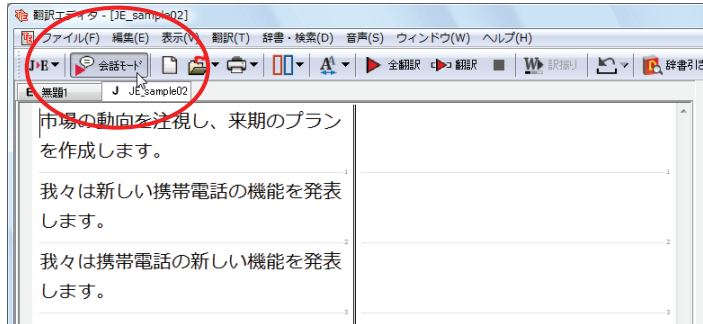 翻訳エディタ - [JE_sample02]
ファイル(F) 編集(E) 表示(V) 翻訳(T) 辞書・検索(D) 音声(S) ウィンドウ(W) ヘルプ(H)
J▸E 会話モード A 全翻訳 翻訳 W 訳振り 辞書引き
E 無題1 J JE_sample02
市場の動向を注視し、来期のプラン
を作成します。
1 1
我々は新しい携帯電話の機能を発表
します。
2 2
我々は携帯電話の新しい機能を発表
します。
3 3